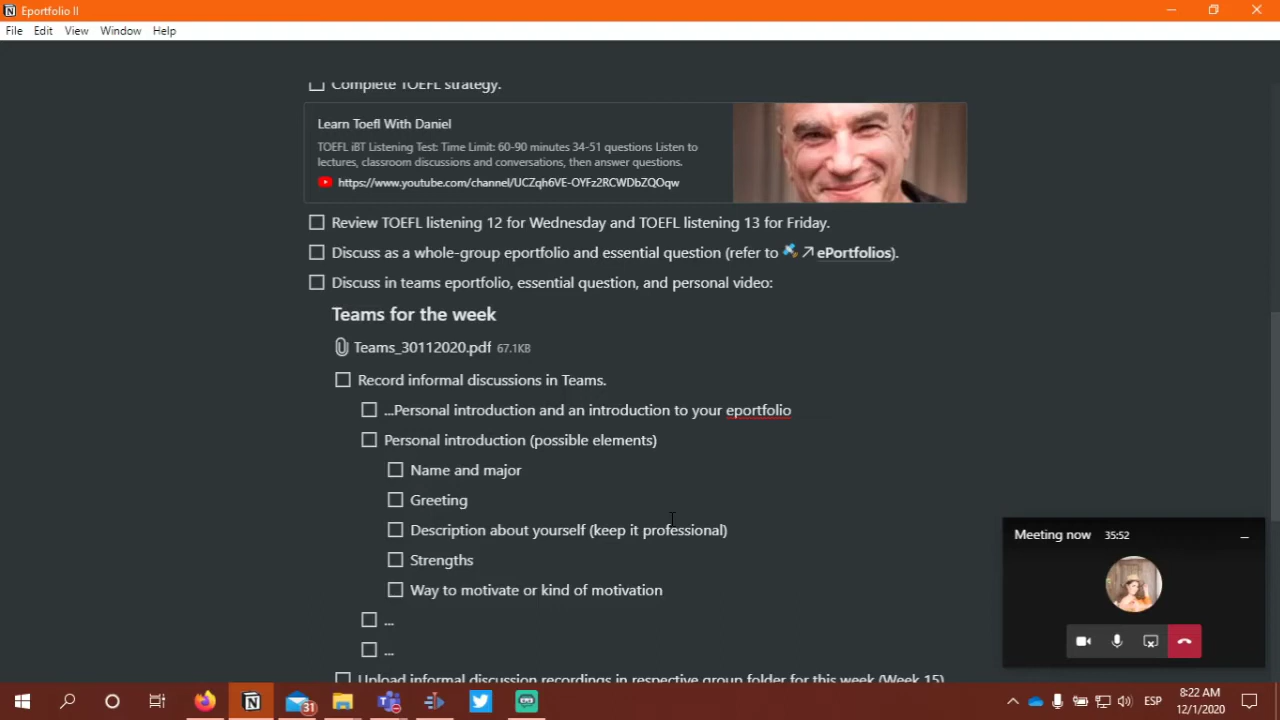 Eportfolio II
File Edit View Window Help
Complete TOEFL strategy.
Learn Toefl With Daniel
TOEFL iBT Listening Test: Time Limit: 60-90 minutes 34-51 questions Listen to
lectures, classroom discussions and conversations, then answer questions.
https://www.youtube.com/channel/UCZqh6VE-OYFz2RCWDbZQOqw
Review TOEFL listening 12 for Wednesday and TOEFL listening 13 for Friday.
Discuss as a whole-group eportfolio and essential question (refer to ↗ ePortfolios).
Discuss in teams eportfolio, essential question, and personal video:
Teams for the week
Teams_30112020.pdf 67.1KB
Record informal discussions in Teams.
...Personal introduction and an introduction to your eportfolio
Personal introduction (possible elements)
Name and major
Greeting
Description about yourself (keep it professional)
Strengths
Way to motivate or kind of motivation
...
...
Upload informal discussion recordings in respective group folder for this week (Week 15)
Meeting now 35:52
31
ESP
8:22 AM
12/1/2020